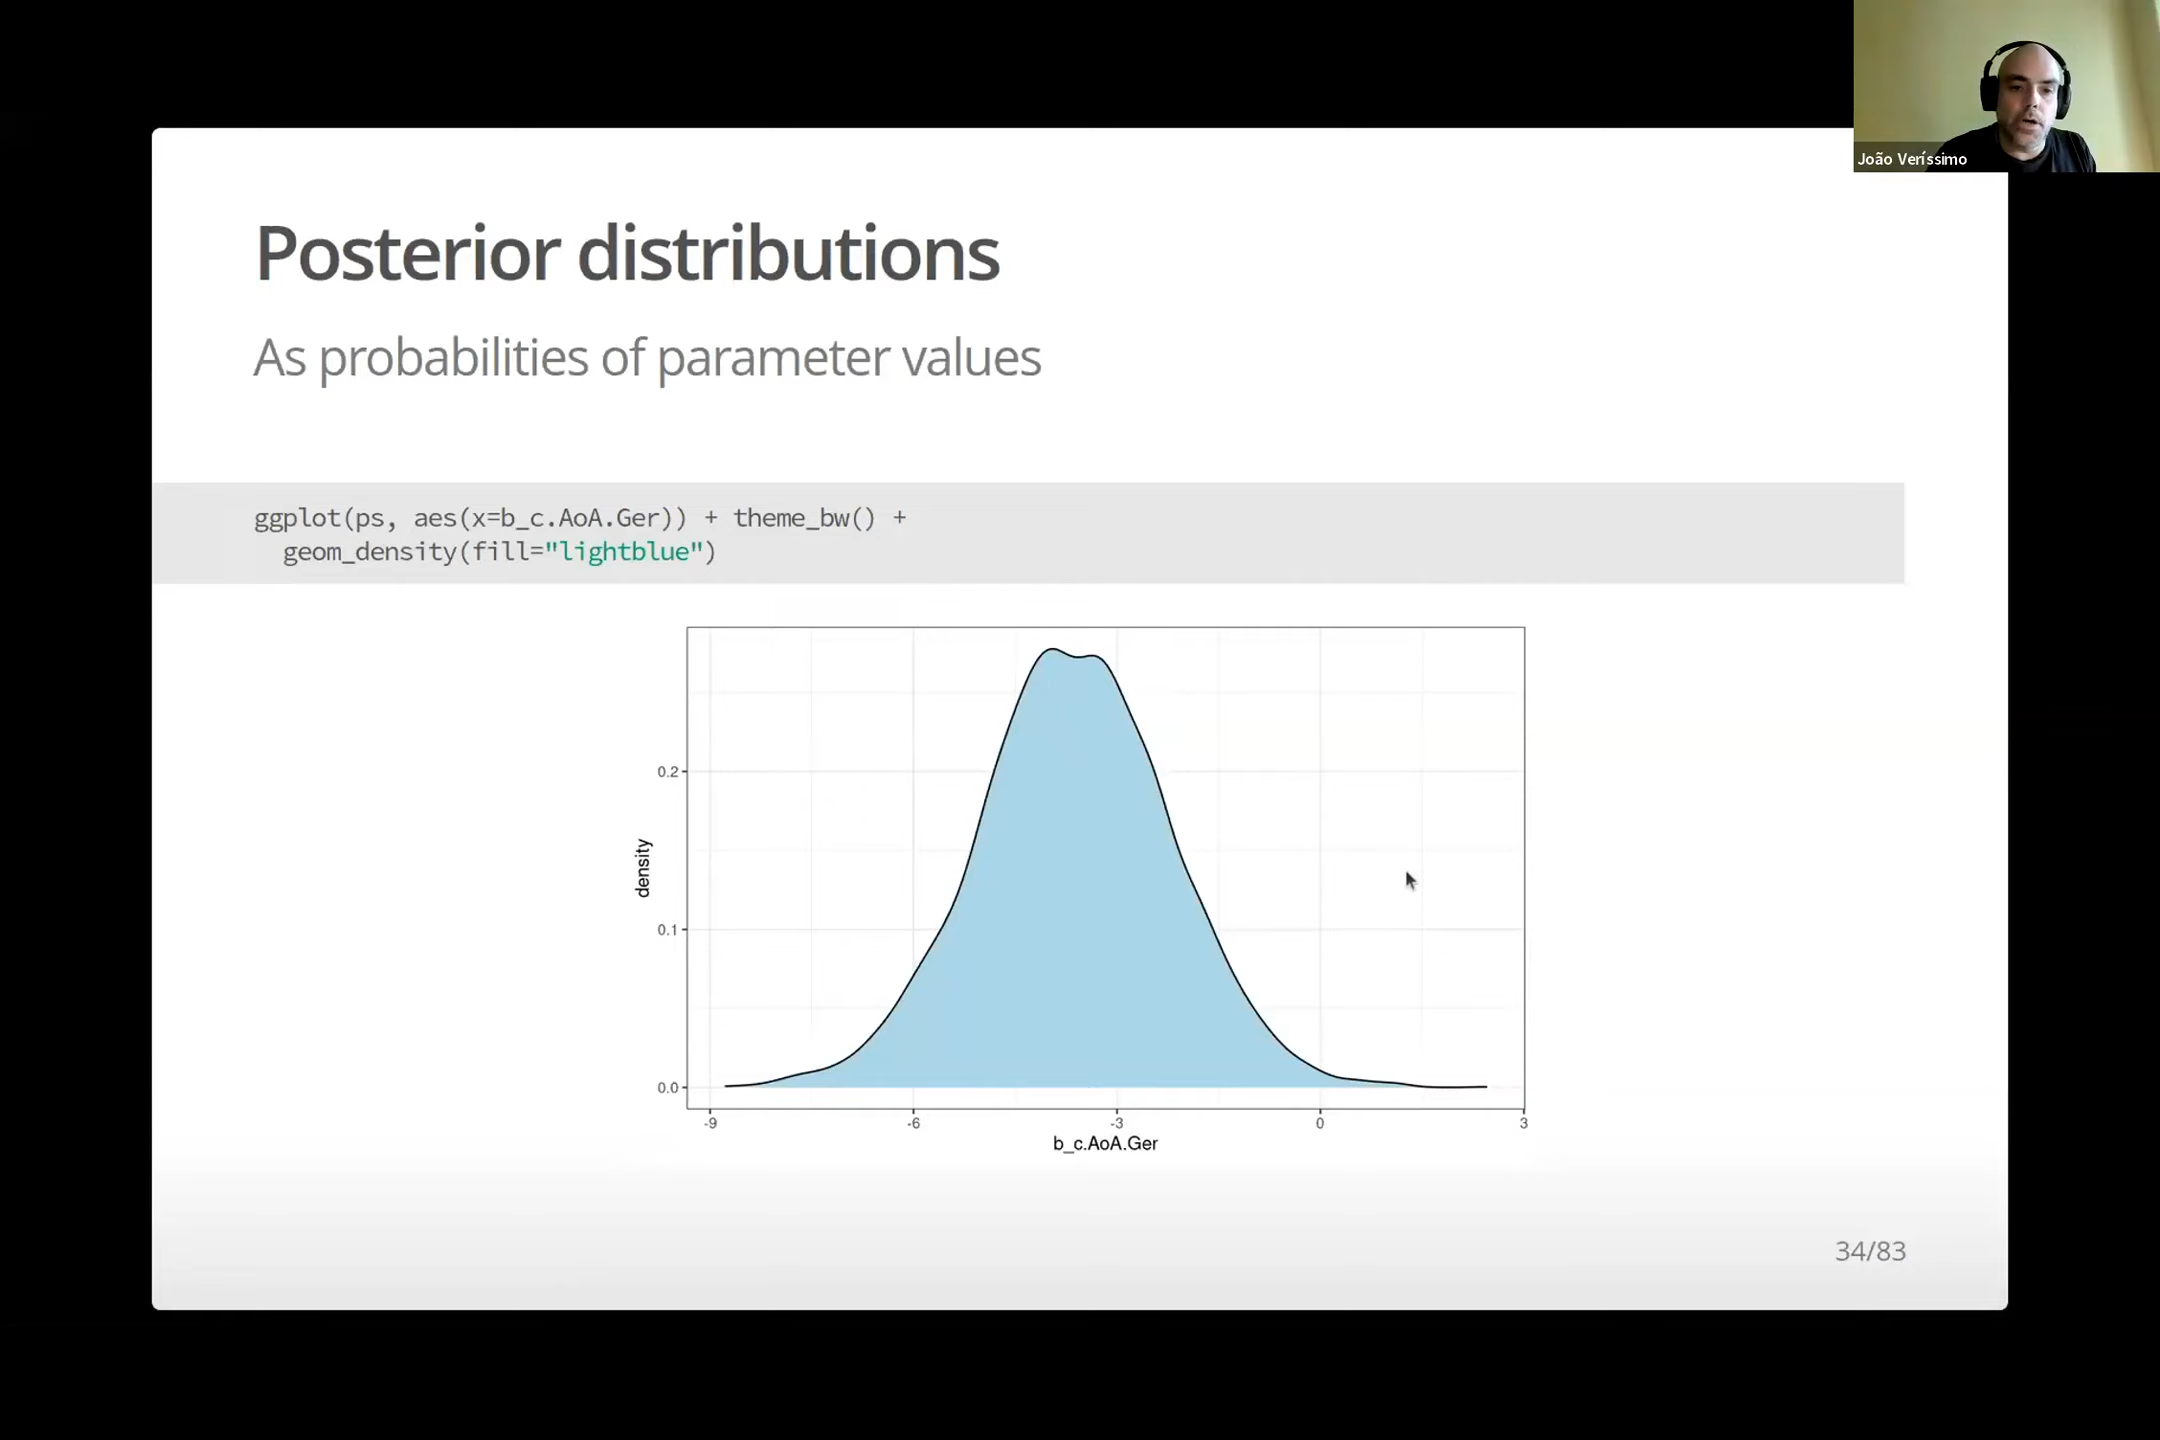 João Veríssimo
Posterior distributions
As probabilities of parameter values
ggplot(ps, aes(x=b_c.AoA.Ger)) + theme_bw() +
  geom_density(fill="lightblue")
density
0.2
0.1
0.0
-9 -6 -3 0 3
b_c.AoA.Ger
34/83